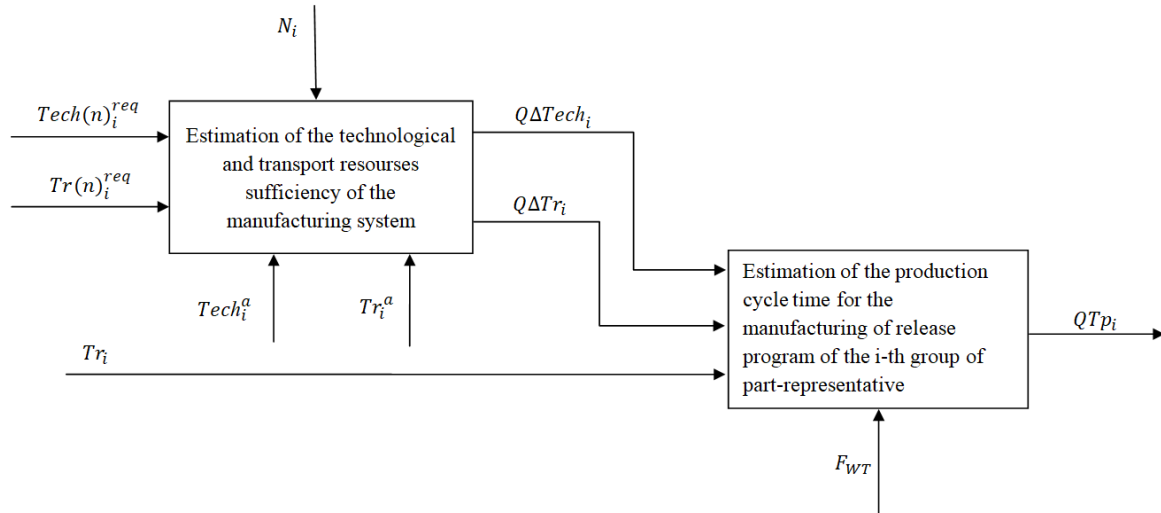 N_i
Tech(n)_i^{req}
Tr(n)_i^{req}
Estimation of the technological
and transport resourses
sufficiency of the
manufacturing system
QΔTech_i
QΔTr_i
Tech_i^a
Tr_i^a
Tr_i
Estimation of the production
cycle time for the
manufacturing of release
program of the i-th group of
part-representative
QTp_i
F_{WT}